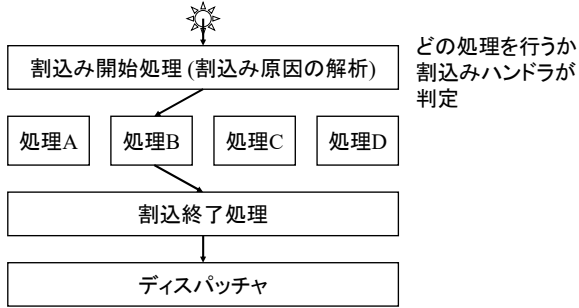 どの処理を行うか
割込みハンドラが
判定
割込み開始処理 (割込み原因の解析)
処理A
処理B
処理C
処理D
割込終了処理
ディスパッチャ